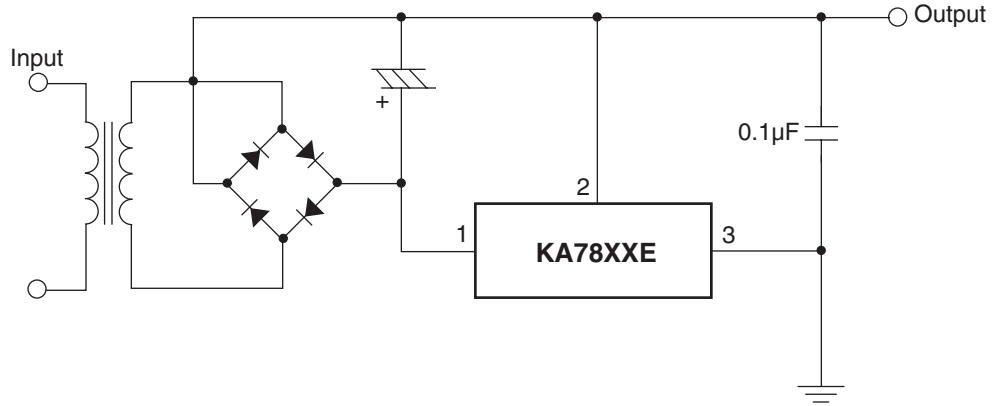 Output
Input
+
0.1µF
2
1
KA78XXE
3